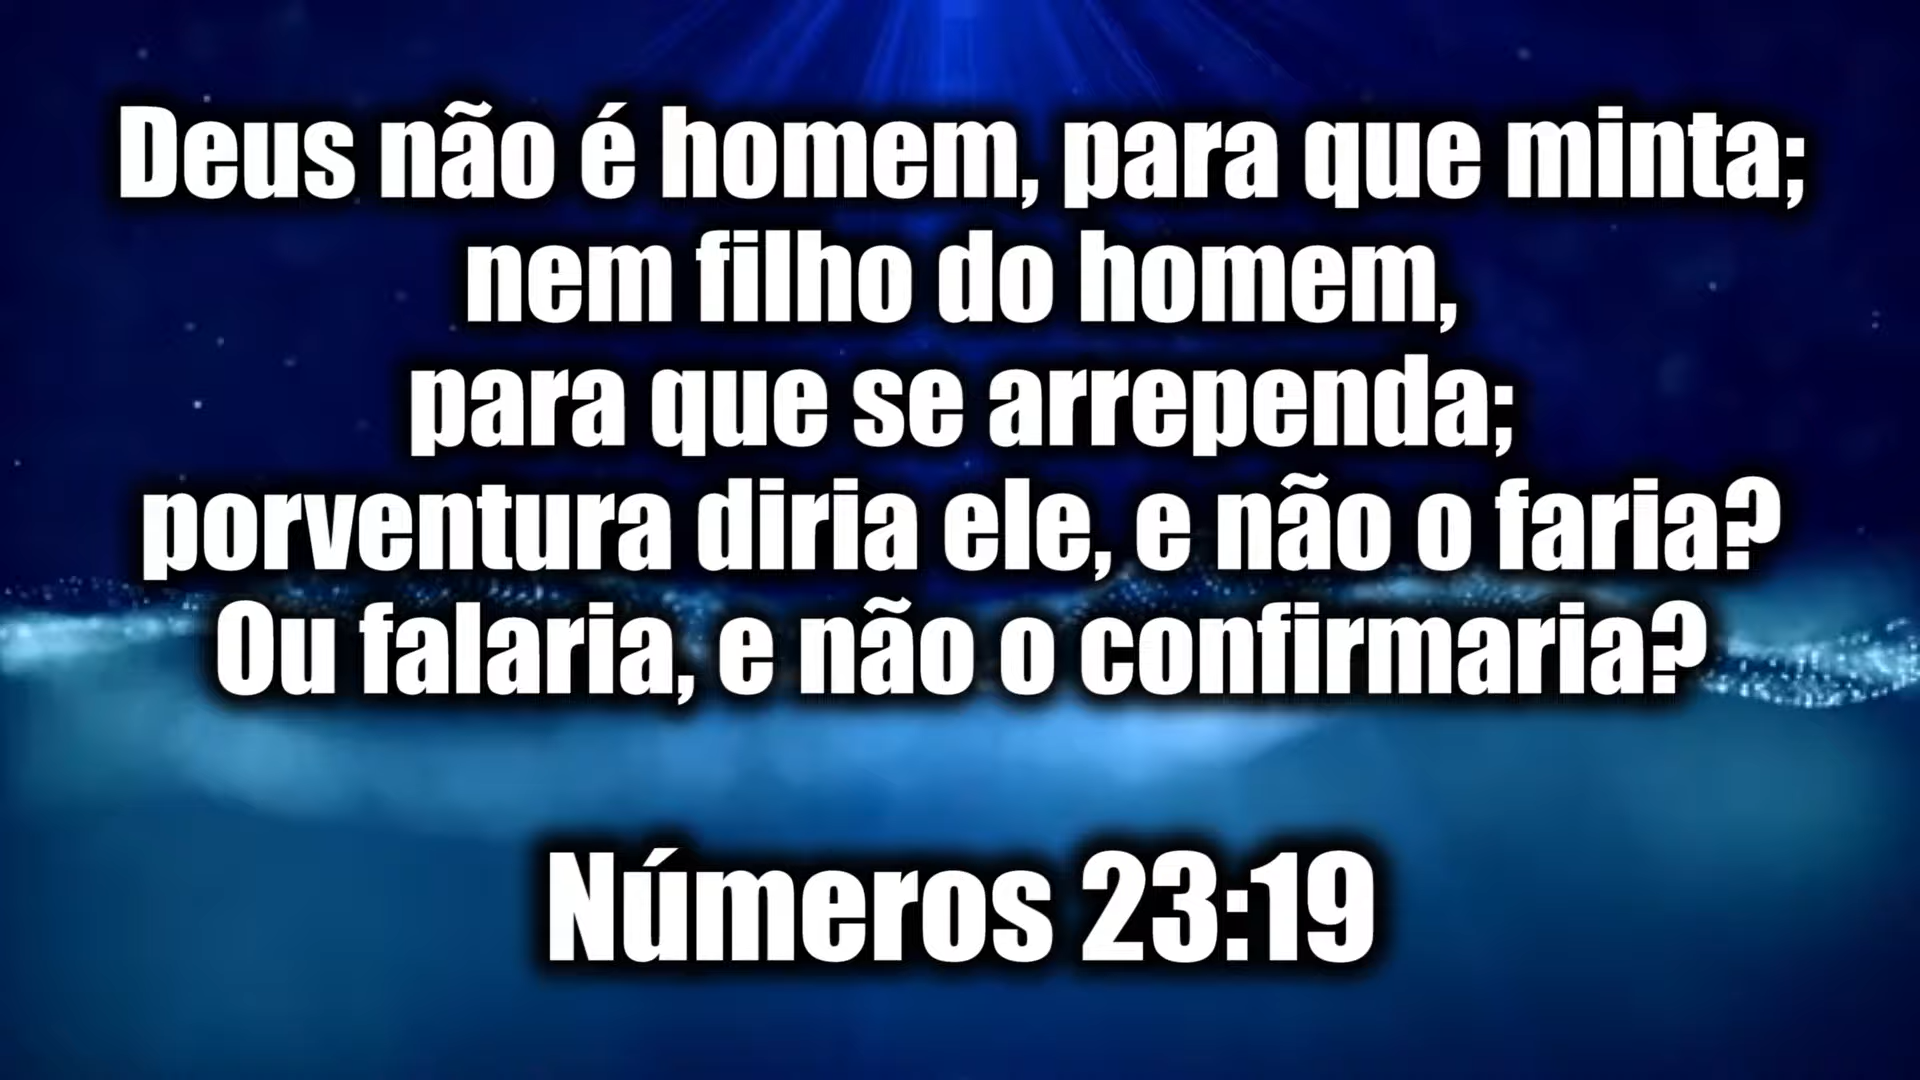 Deus não é homem, para que minta;
nem filho do homem,
para que se arrependa;
porventura diria ele, e não o faria?
Ou falaria, e não o confirmaria?
Números 23:19